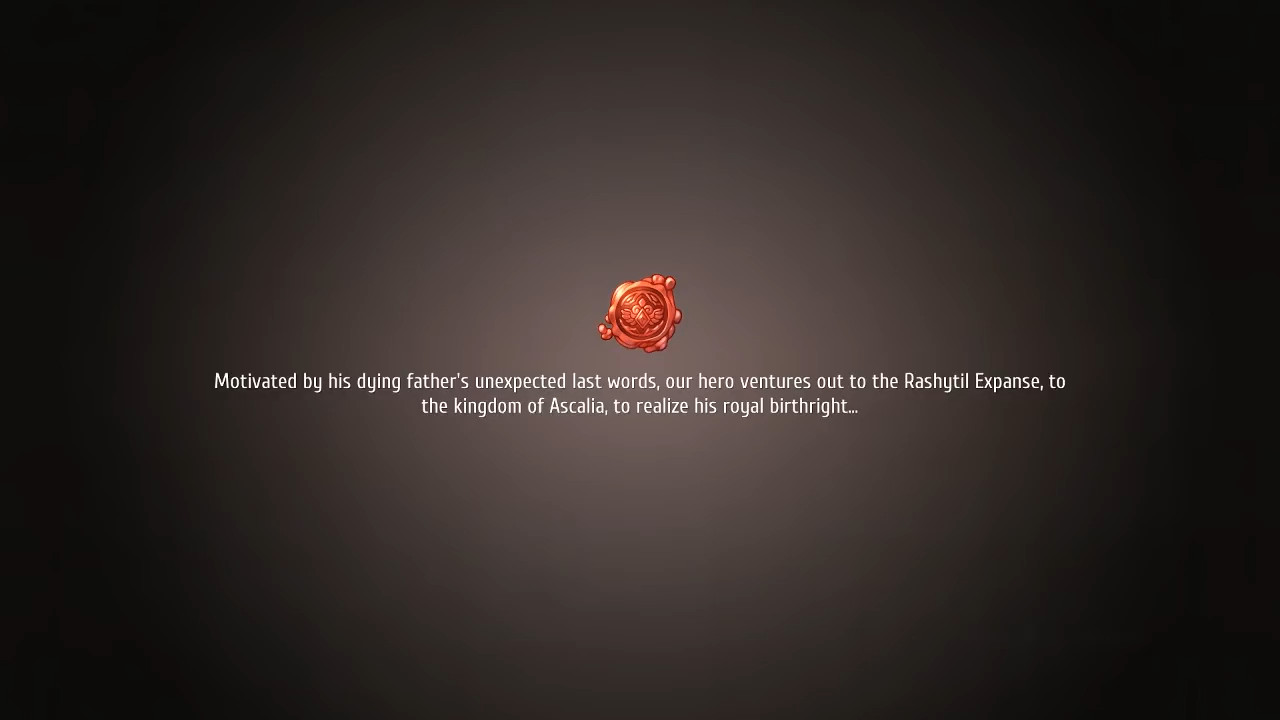 Motivated by his dying father's unexpected last words, our hero ventures out to the Rashytil Expanse, to
the kingdom of Ascalia, to realize his royal birthright...